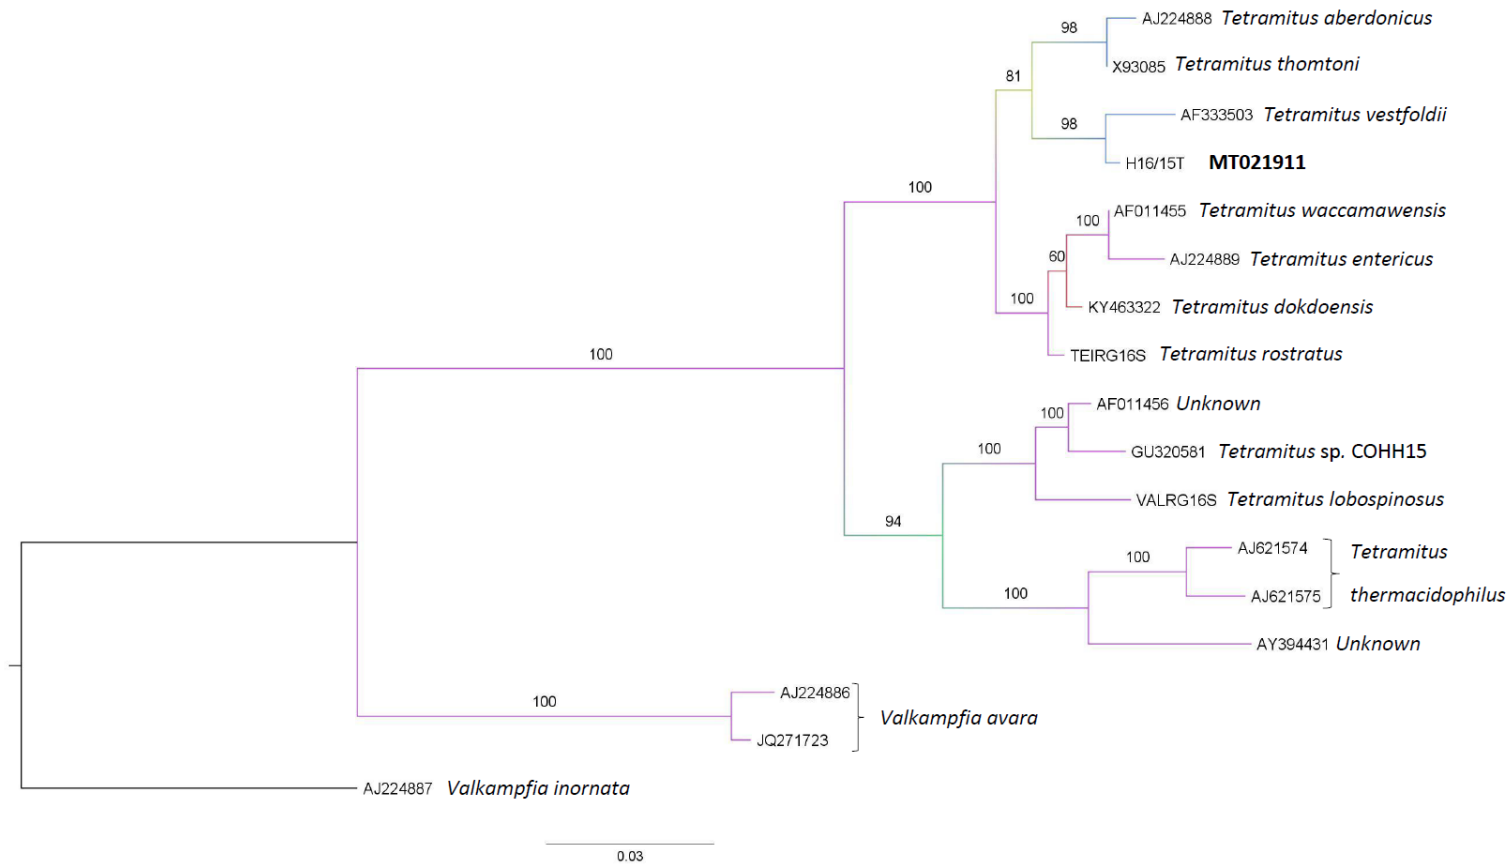 98
AJ224888 Tetramitus aberdonicus
X93085 Tetramitus thomtoni
81
98
AF333503 Tetramitus vestfoldii
H16/15T MT021911
100
AF011455 Tetramitus waccamawensis
100
AJ224889 Tetramitus entericus
60
KY463322 Tetramitus dokdoensis
100
TEIRG16S Tetramitus rostratus
100
AF011456 Unknown
100
GU320581 Tetramitus sp. COHH15
100
VALRG16S Tetramitus lobospinosus
94
AJ621574 Tetramitus
100
AJ621575 thermacidophilus
100
AY394431 Unknown
AJ224886
100
Valkampfia avara
JQ271723
AJ224887 Valkampfia inornata
0.03